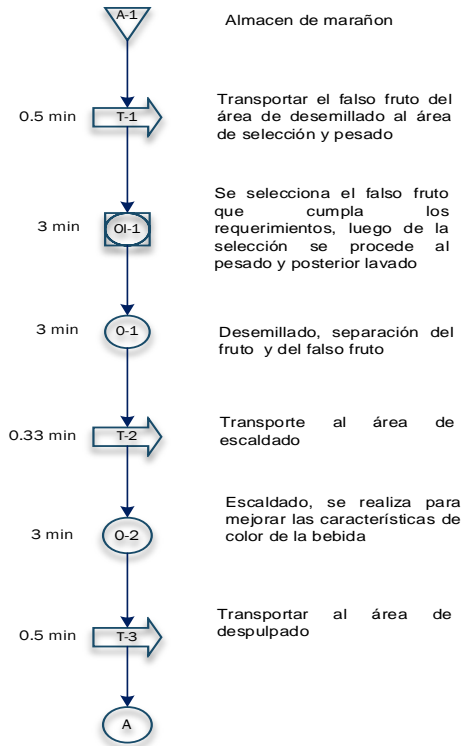 A-1
Almacen de marañon
0.5 min
T-1
Transportar el falso fruto del
área de desemillado al área
de selección y pesado
3 min
OI-1
Se selecciona el falso fruto
que cumpla los
requerimientos, luego de la
selección se procede al
pesado y posterior lavado
3 min
O-1
Desemillado, separación del
fruto y del falso fruto
0.33 min
T-2
Transporte al área de
escaldado
3 min
O-2
Escaldado, se realiza para
mejorar las características de
color de la bebida
0.5 min
T-3
Transportar al área de
despulpado
A